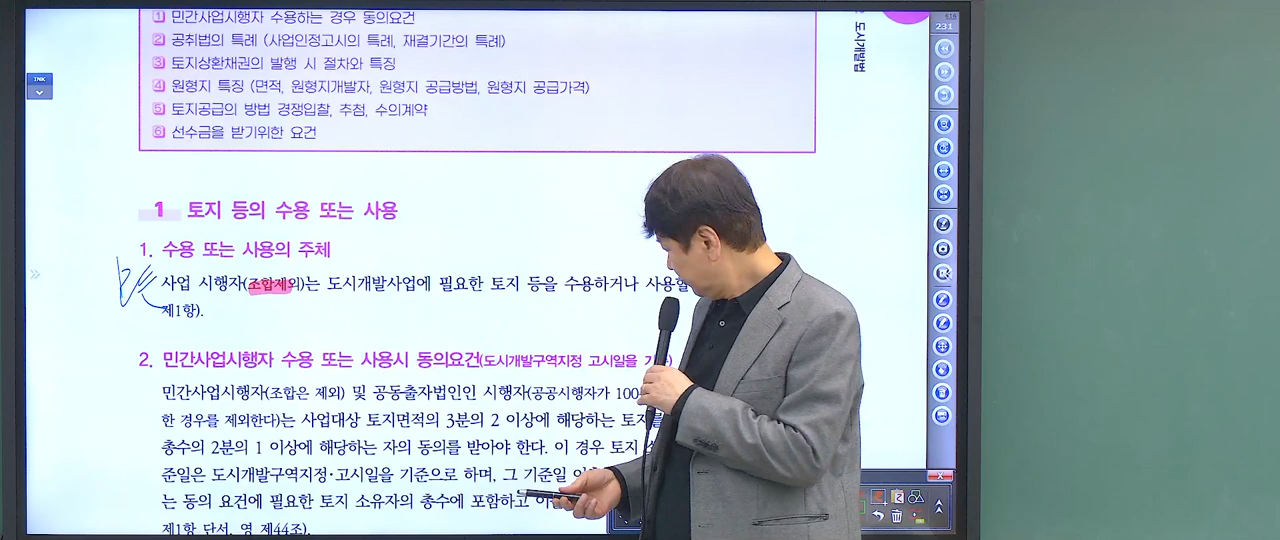 1 민간사업시행자 수용하는 경우 동의요건
2 공취법의 특례 (사업인정고시의 특례, 재결기간의 특례)
3 토지상환채권의 발행 시 절차와 특징
4 원형지 특징 (면적, 원형지개발자, 원형지 공급방법, 원형지 공급가격)
5 토지공급의 방법 경쟁입찰, 추첨, 수의계약
6 선수금을 받기위한 요건
도시개발법
231
INK
1 토지 등의 수용 또는 사용
1. 수용 또는 사용의 주체
사업 시행자(조합제외)는 도시개발사업에 필요한 토지 등을 수용하거나 사용할
제1항).
2. 민간사업시행자 수용 또는 사용시 동의요건(도시개발구역지정 고시일을
민간사업시행자(조합은 제외) 및 공동출자법인인 시행자(공공시행자가 100
한 경우를 제외한다)는 사업대상 토지면적의 3분의 2 이상에 해당하는 토지를
총수의 2분의 1 이상에 해당하는 자의 동의를 받아야 한다. 이 경우 토지
준일은 도시개발구역지정·고시일을 기준으로 하며, 그 기준일
는 동의 요건에 필요한 토지 소유자의 총수에 포함하고
제1항 단서, 영 제44조).